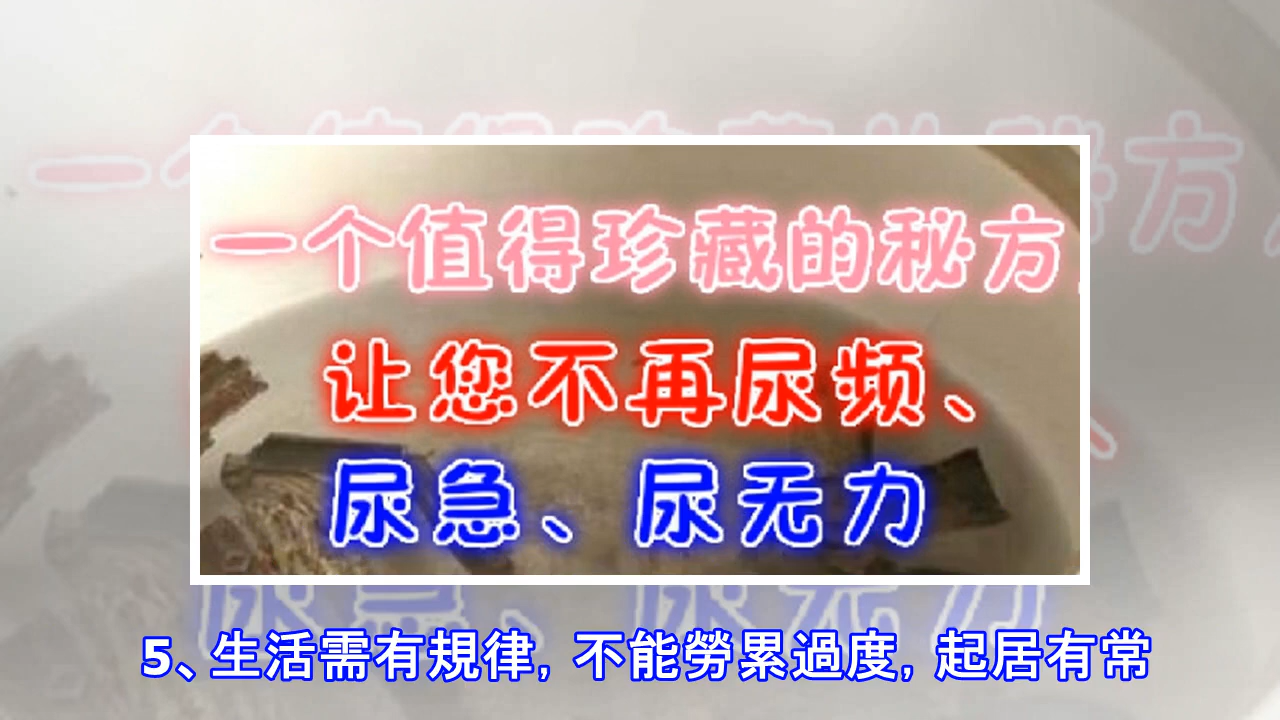 一个值得珍藏的秘方，
让您不再尿频、
尿急、尿无力
5、生活需有規律，不能勞累過度，起居有常